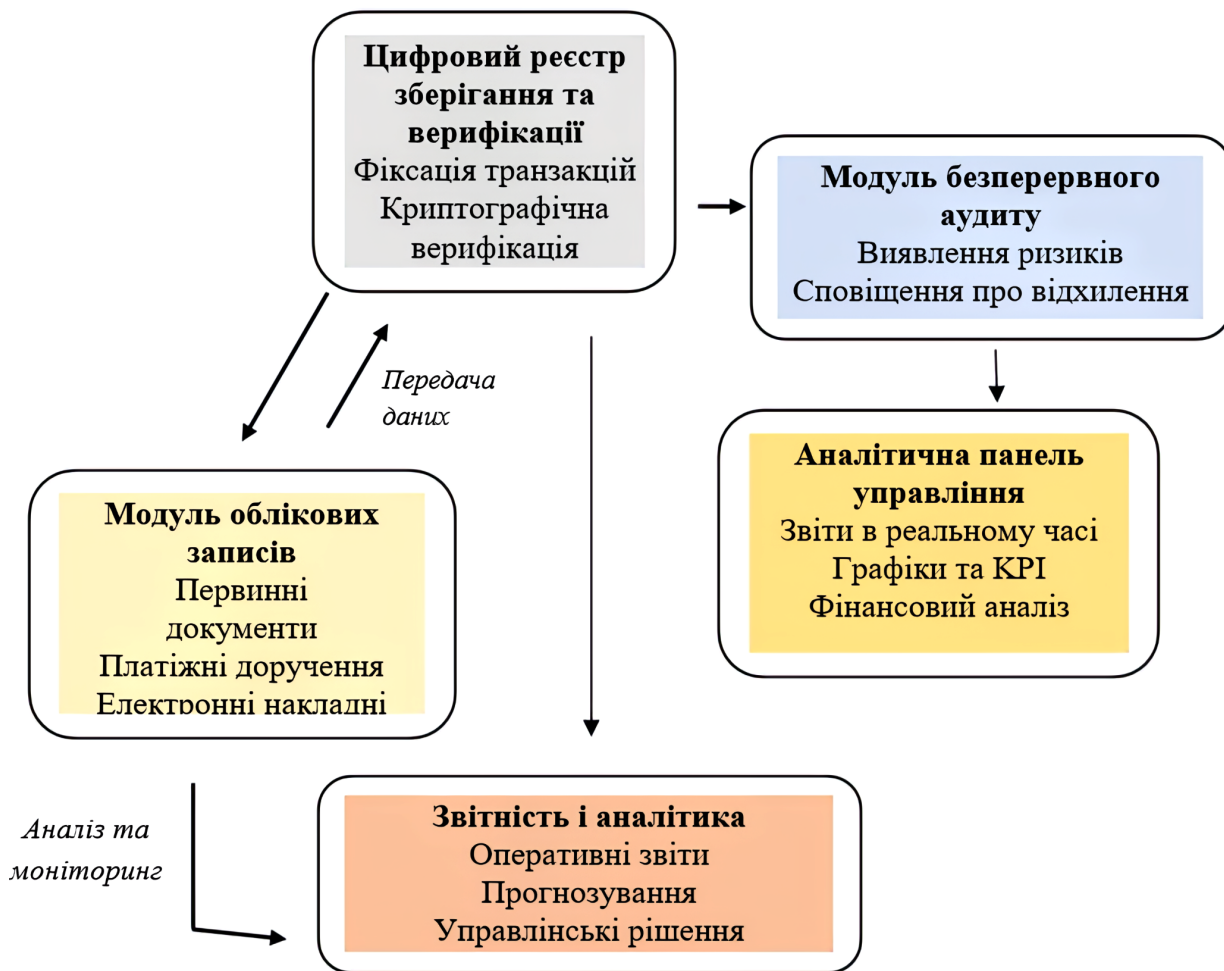 Цифровий реєстр
зберігання та
верифікації
Фіксація транзакцій
Криптографічна
верифікація
Модуль безперервного
аудиту
Виявлення ризиків
Сповіщення про відхилення
Передача
даних
Аналітична панель
управління
Звіти в реальному часі
Графіки та KPI
Фінансовий аналіз
Модуль облікових
записів
Первинні
документи
Платіжні доручення
Електронні накладні
Аналіз та
моніторинг
Звітність і аналітика
Оперативні звіти
Прогнозування
Управлінські рішення